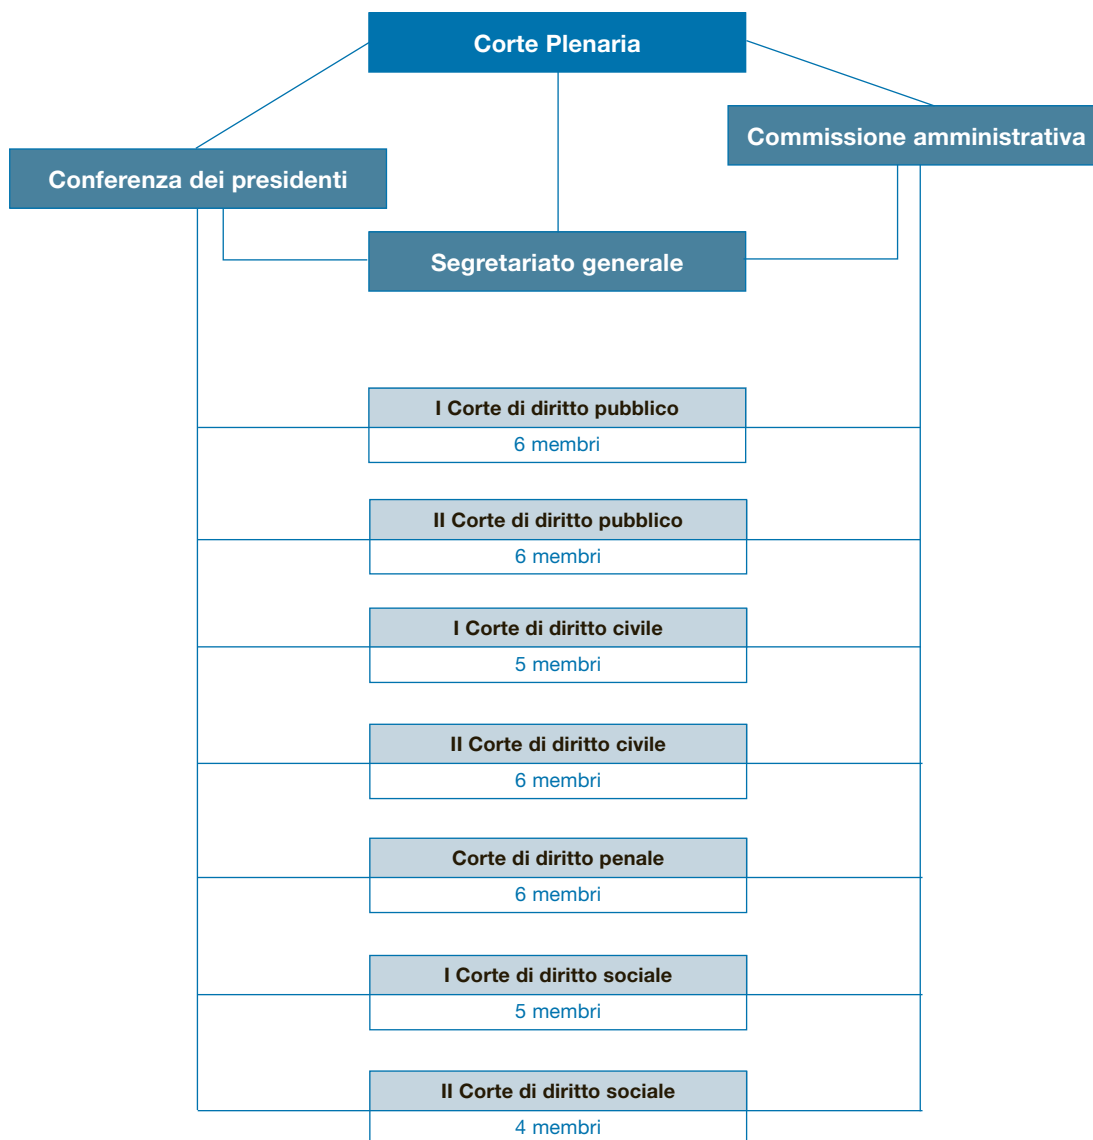 Corte Plenaria
Commissione amministrativa
Conferenza dei presidenti
Segretariato generale
I Corte di diritto pubblico
6 membri
II Corte di diritto pubblico
6 membri
I Corte di diritto civile
5 membri
II Corte di diritto civile
6 membri
Corte di diritto penale
6 membri
I Corte di diritto sociale
5 membri
II Corte di diritto sociale
4 membri